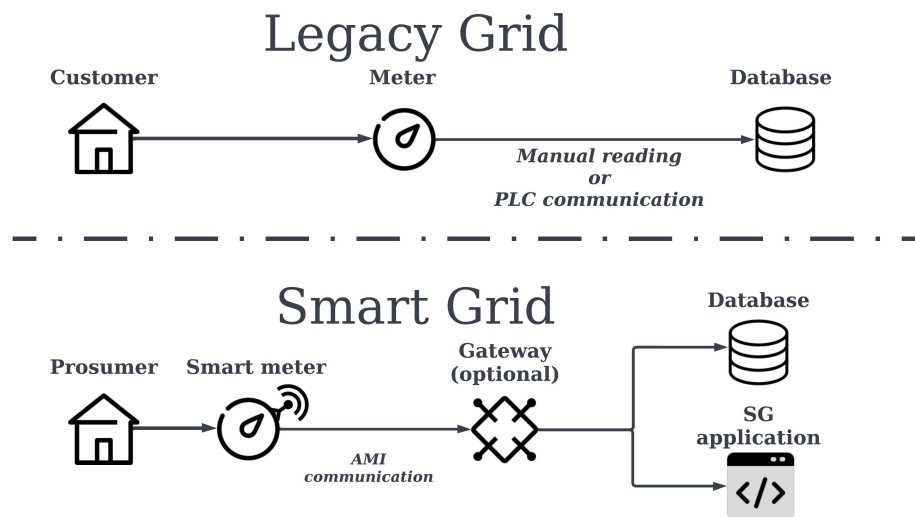 Legacy Grid
Customer
Meter
Database
Manual reading
or
PLC communication
Smart Grid
Database
Prosumer
Smart meter
Gateway
(optional)
AMI
communication
SG
application
</>